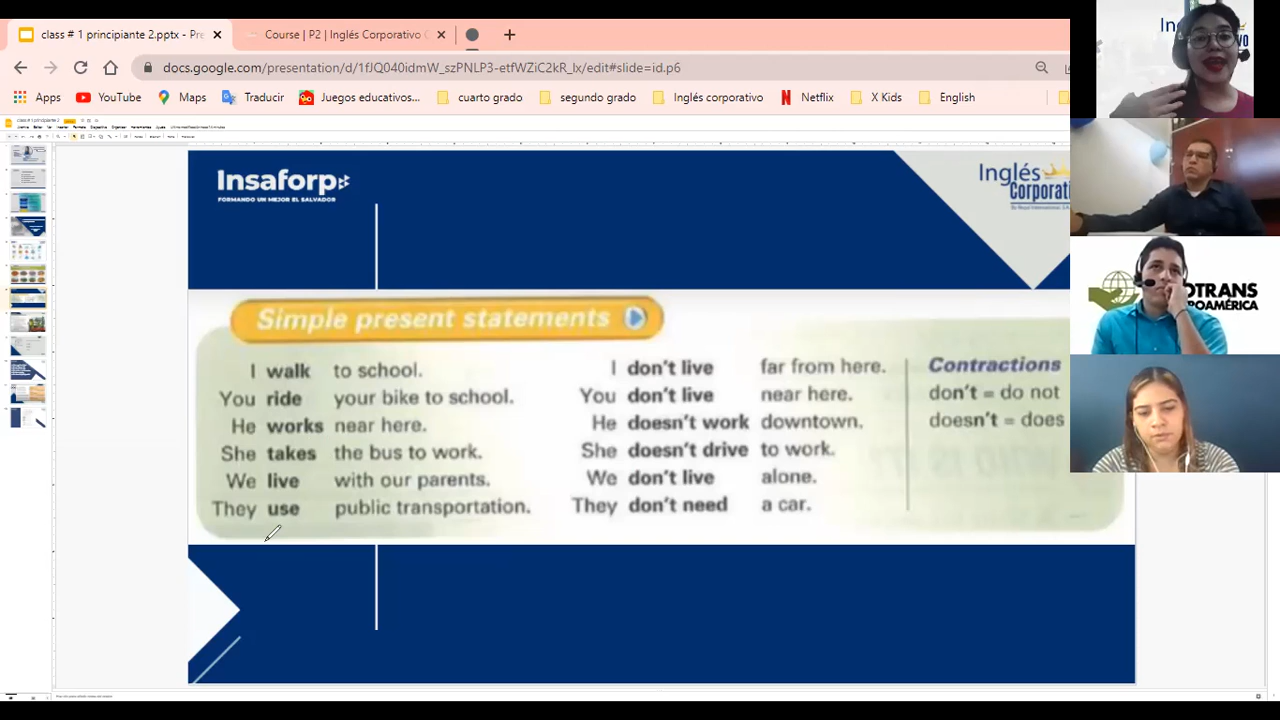 class # 1 principiante 2.pptx - Pre
Course | P2 | Inglés Corporativo
docs.google.com/presentation/d/1fJQ040idmW_szPNLP3-etfWZiC2kR_lx/edit#slide=id.p6
Apps
YouTube
Maps
Traducir
Juegos educativos...
cuarto grado
segundo grado
Inglés corporativo
Netflix
X Kids
English
Insaforp
FORMANDO UN MEJOR EL SALVADOR
Inglés
Corporati
Simple present statements
I walk to school.
You ride your bike to school.
He works near here.
She takes the bus to work.
We live with our parents.
They use public transportation.
I don't live far from here.
You don't live near here.
He doesn't work downtown.
She doesn't drive to work.
We don't live alone.
They don't need a car.
Contractions
don't = do not
doesn't = does
OTRANS
OAMÉRICA